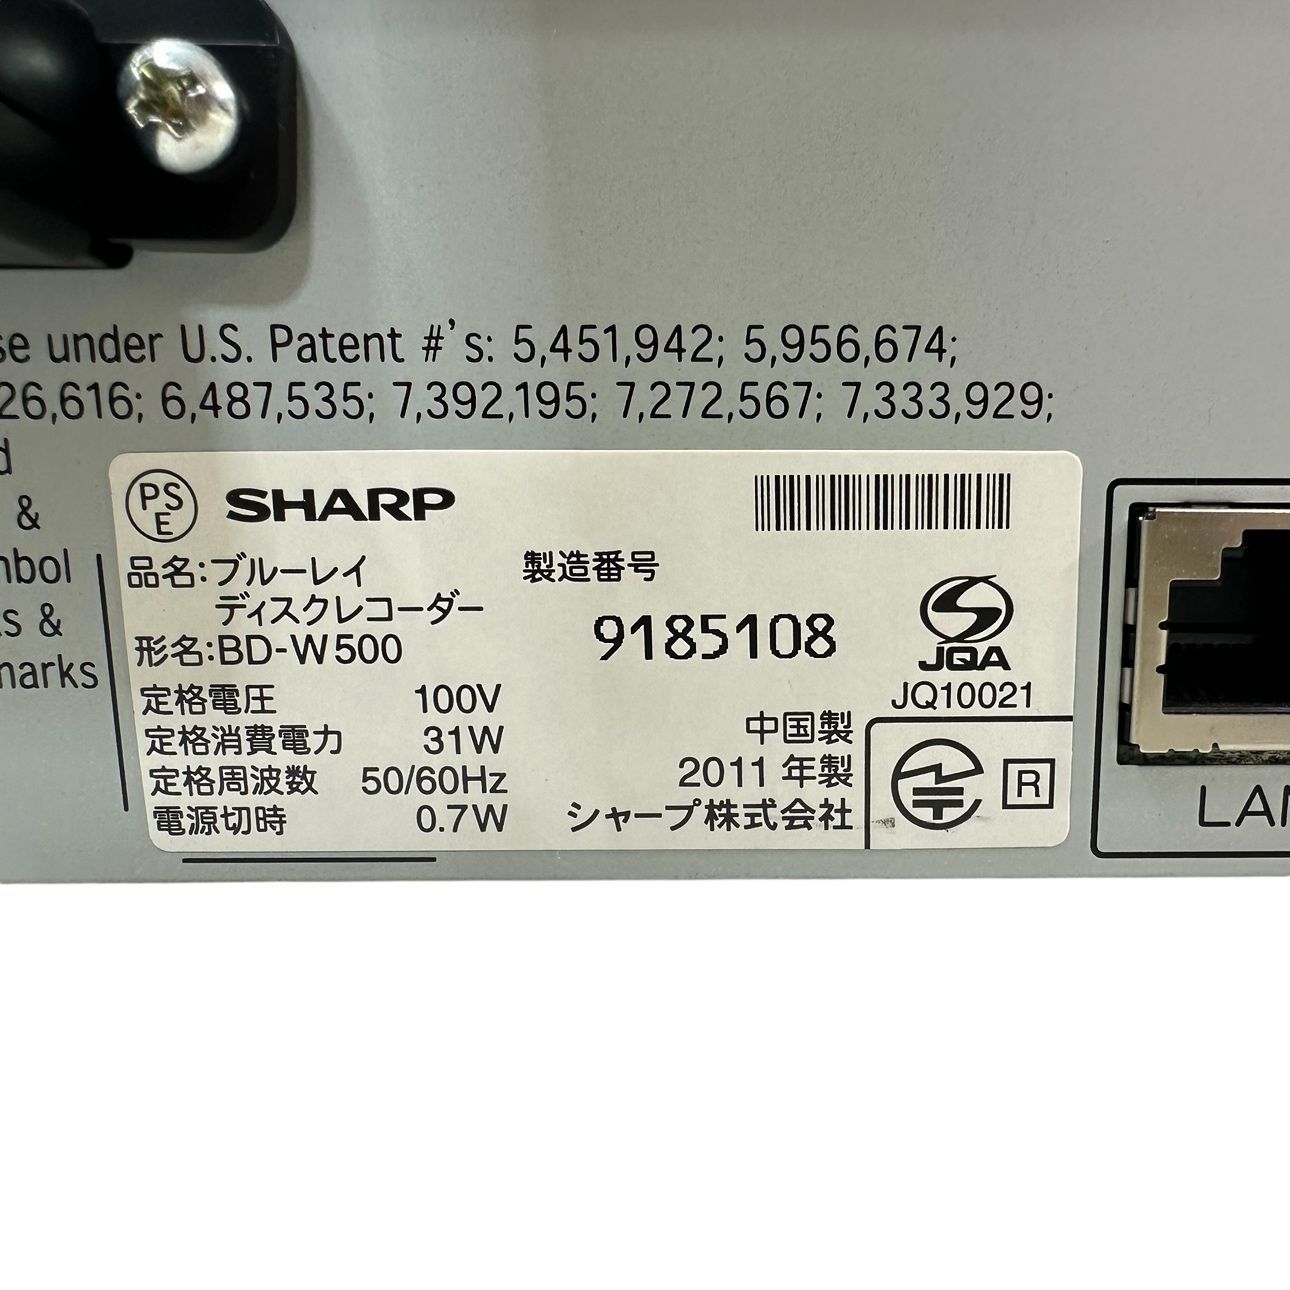 se under U.S. Patent #'s: 5,451,942; 5,956,674;
26,616; 6,487,535; 7,392,195; 7,272,567; 7,333,929;
d
&
nbol
s &
marks
PS
E
SHARP
品名:ブルーレイ
ディスクレコーダー
形名:BD-W500
定格電圧 100V
定格消費電力 31W
定格周波数 50/60Hz
電源切時 0.7W
製造番号
9185108
JQA
JQ10021
中国製
2011 年製
シャープ株式会社
R
LAN